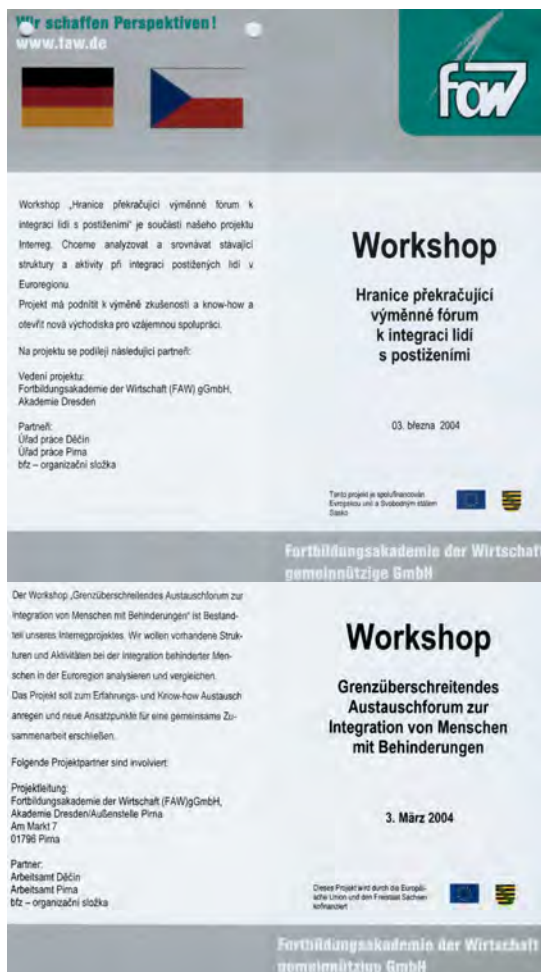 Wir schaffen Perspektiven!
www.faw.de
faw
Workshop „Hranice překračující výměnné fórum k
integraci lidí s postiženími“ je součástí našeho projektu
Interreg. Chceme analyzovat a srovnávat stávající
struktury a aktivity při integraci postižených lidí v
Euroregionu.
Projekt má podnítit k výměně zkušeností a know-how a
otevřít nová východiska pro vzájemnou spolupráci.
Na projektu se podílejí následující partneři:
Vedení projektu:
Fortbildungsakademie der Wirtschaft (FAW) gGmbH,
Akademie Dresden
Partneři:
Úřad práce Děčín
Úřad práce Pirna
bfz – organizační složka
Workshop
Hranice překračující
výměnné fórum
k integraci lidí
s postiženími
03. března 2004
Tento projekt je spolufinancován
Evropskou unií a Svobodným státem
Sasko
Fortbildungsakademie der Wirtschaft
gemeinnützige GmbH
Der Workshop „Grenzüberschreitendes Austauschforum zur
Integration von Menschen mit Behinderungen“ ist Bestand-
teil unseres Interregprojektes. Wir wollen vorhandene Struk-
turen und Aktivitäten bei der Integration behinderter Men-
schen in der Euroregion analysieren und vergleichen.
Das Projekt soll zum Erfahrungs- und Know-how Austausch
anregen und neue Ansatzpunkte für eine gemeinsame Zu-
sammenarbeit erschließen.
Folgende Projektpartner sind involviert:
Projektleitung:
Fortbildungsakademie der Wirtschaft (FAW)gGmbH,
Akademie Dresden/Außenstelle Pirna
Am Markt 7
01796 Pirna
Partner:
Arbeitsamt Děčín
Arbeitsamt Pirna
bfz – organizační složka
Workshop
Grenzüberschreitendes
Austauschforum zur
Integration von Menschen
mit Behinderungen
3. März 2004
Dieses Projekt wird durch die Europäi-
sche Union und den Freistaat Sachsen
kofinanziert
Fortbildungsakademie der Wirtschaft
gemeinnützige GmbH